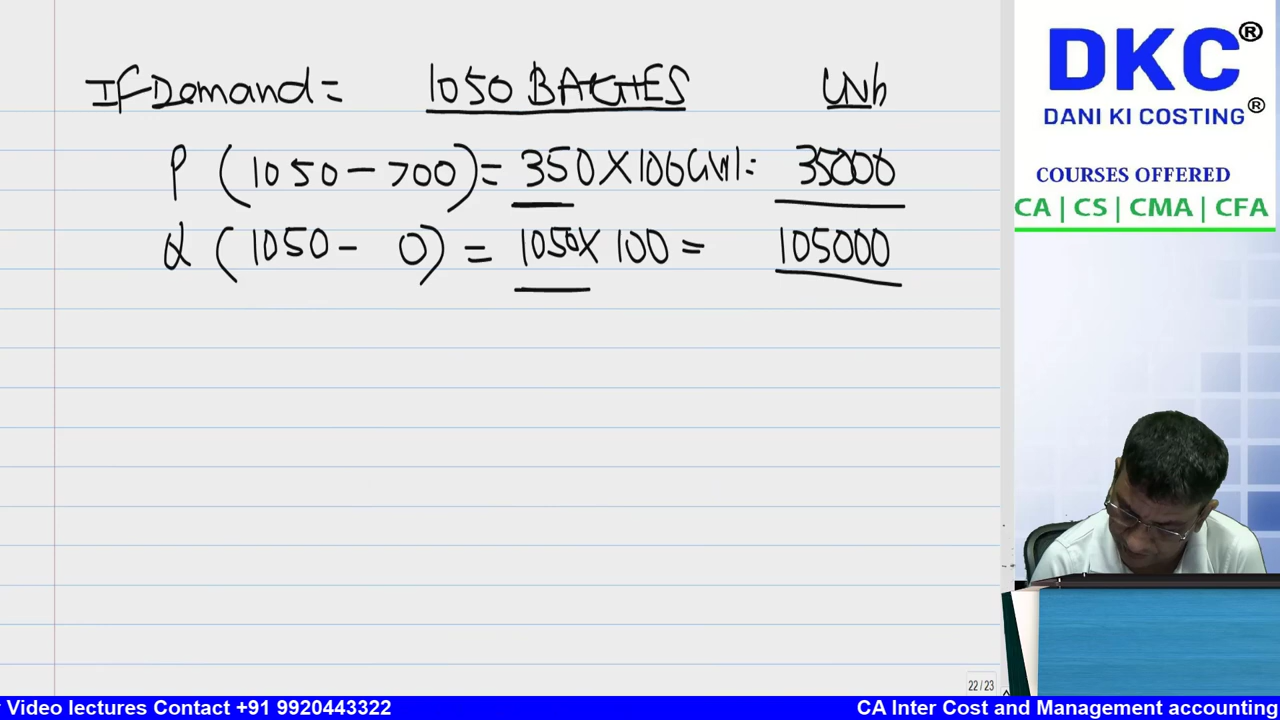 If Demand = 1050 BATCHES Units
P (1050 - 700) = 350 X 100 Unit = 35000
L (1050 - 0) = 1050 X 100 = 105000
22 / 23
DKC®
DANI KI COSTING®
COURSES OFFERED
CA | CS | CMA | CFA
Video lectures Contact +91 9920443322
CA Inter Cost and Management accounting